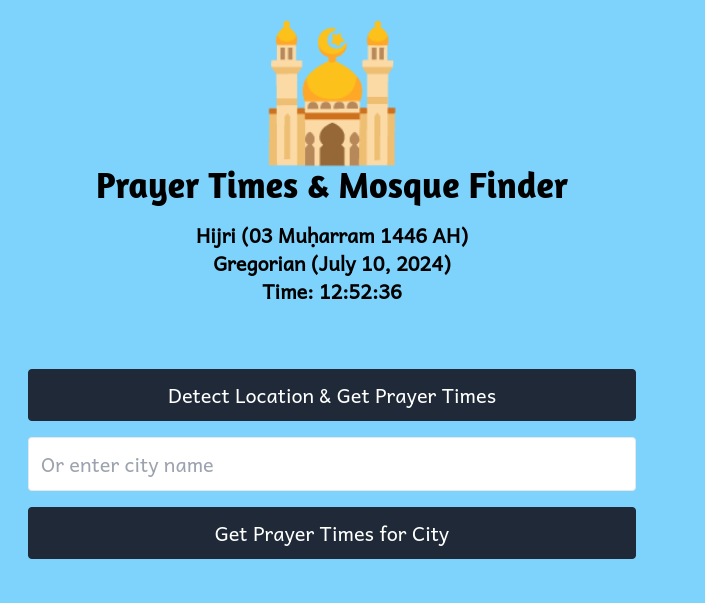 Prayer Times & Mosque Finder
Hijri (03 Muḥarram 1446 AH)
Gregorian (July 10, 2024)
Time: 12:52:36
Detect Location & Get Prayer Times
Or enter city name
Get Prayer Times for City